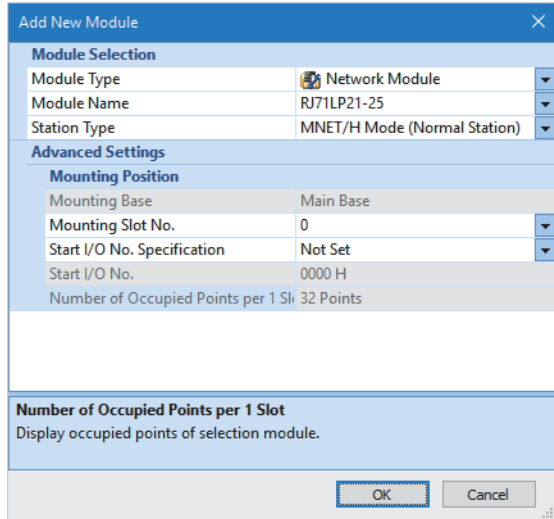 Add New Module
Module Selection
Module Type Network Module
Module Name RJ71LP21-25
Station Type MNET/H Mode (Normal Station)
Advanced Settings
Mounting Position
Mounting Base Main Base
Mounting Slot No. 0
Start I/O No. Specification Not Set
Start I/O No. 0000 H
Number of Occupied Points per 1 Sl 32 Points
Number of Occupied Points per 1 Slot
Display occupied points of selection module.
OK Cancel